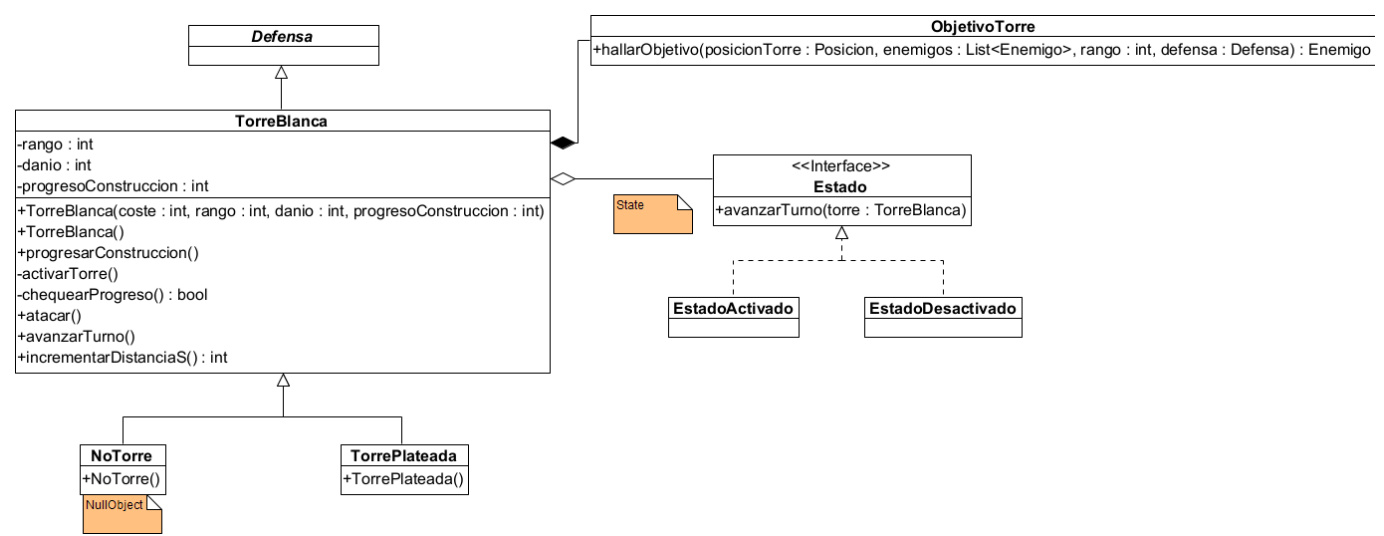 Defensa
ObjetivoTorre
+hallarObjetivo(posicionTorre : Posicion, enemigos : List<Enemigo>, rango : int, defensa : Defensa) : Enemigo
TorreBlanca
-rango : int
-danio : int
-progresoConstruccion : int
+TorreBlanca(coste : int, rango : int, danio : int, progresoConstruccion : int)
+TorreBlanca()
+progresarConstruccion()
-activarTorre()
-chequearProgreso() : bool
+atacar()
+avanzarTurno()
+incrementarDistanciaS() : int
State
<<Interface>>
Estado
+avanzarTurno(torre : TorreBlanca)
EstadoActivado
EstadoDesactivado
NoTorre
+NoTorre()
NullObject
TorrePlateada
+TorrePlateada()